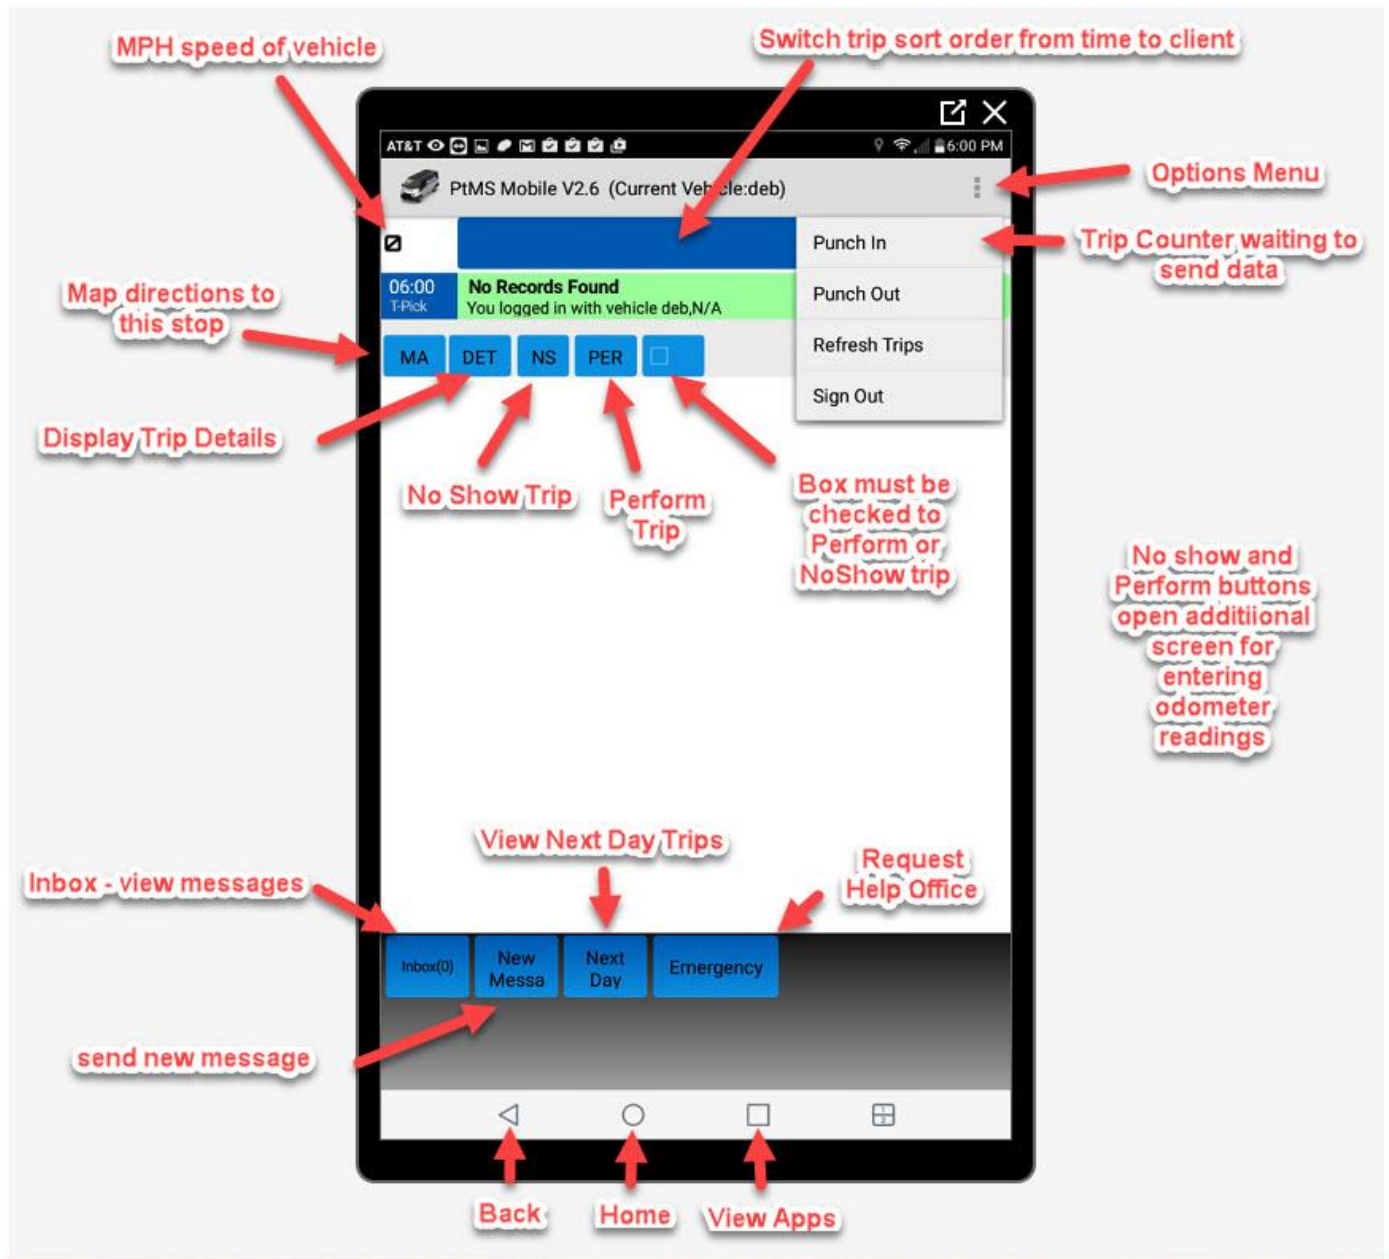 MPH speed of vehicle
Switch trip sort order from time to client
AT&T
6:00 PM
PtMS Mobile V2.6 (Current Vehicle:deb)
Options Menu
0
Punch In
Trip Counter waiting to
send data
Map directions to
this stop
06:00
T-Pick
No Records Found
You logged in with vehicle deb,N/A
Punch Out
MA
DET
NS
PER
Refresh Trips
Sign Out
Display Trip Details
No Show Trip
Perform
Trip
Box must be
checked to
Perform or
NoShow trip
No show and
Perform buttons
open additiional
screen for
entering
odometer
readings
View Next Day Trips
Request
Help Office
Inbox - view messages
Inbox(0)
New
Messa
Next
Day
Emergency
send new message
Back
Home
View Apps